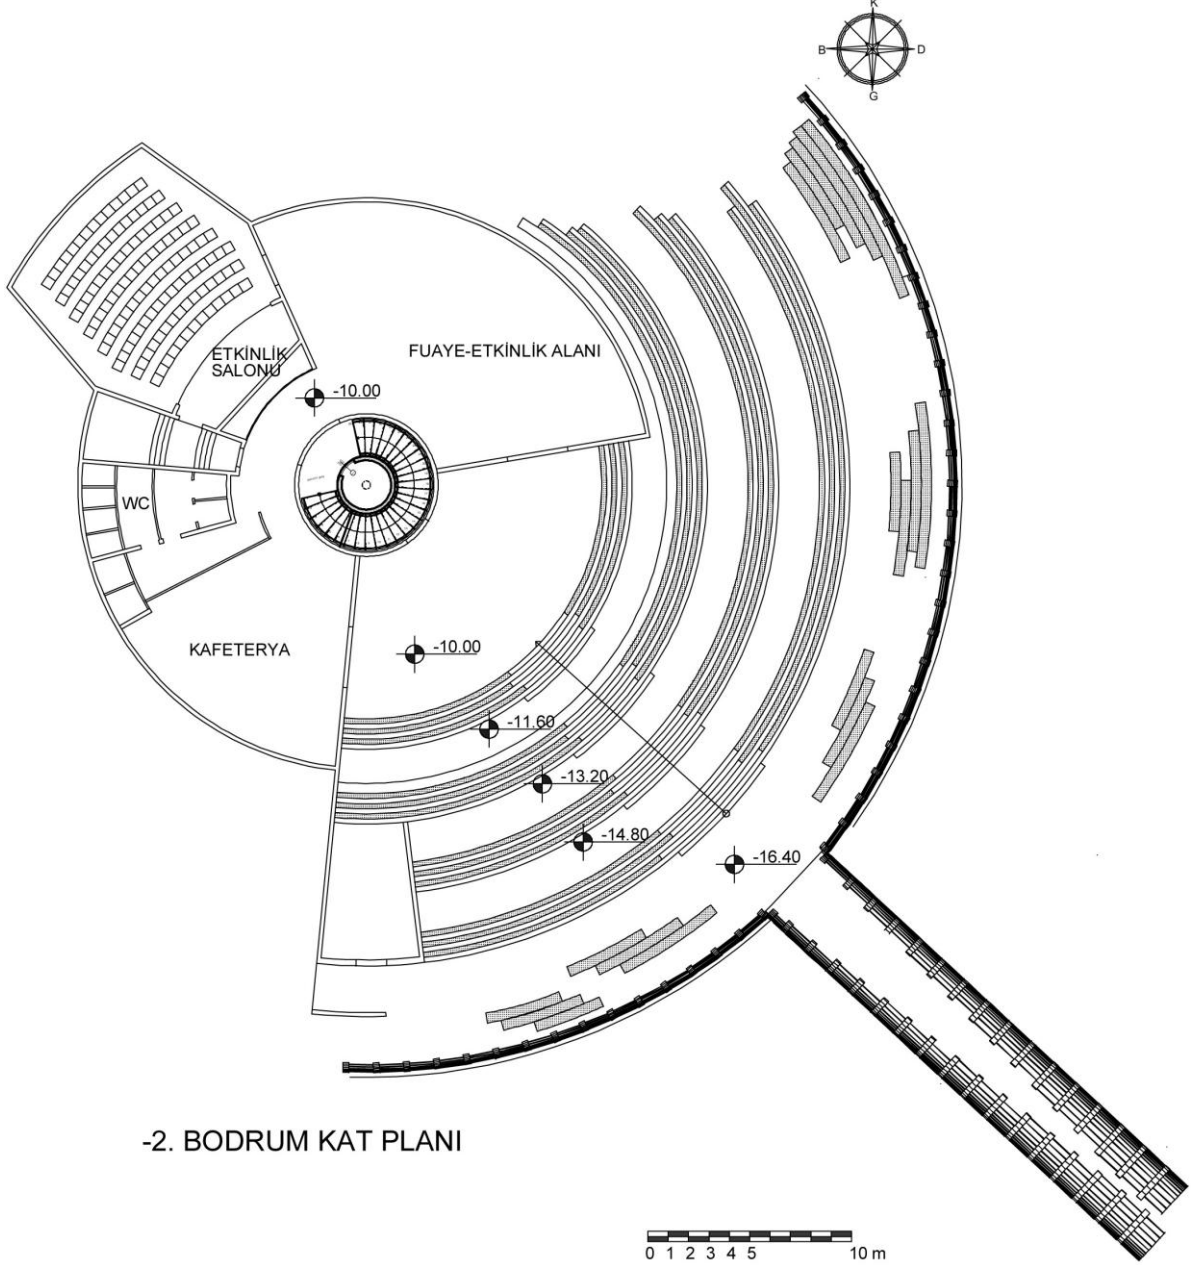 K
B
D
G
ETKİNLİK
SALONU
FUAYE-ETKİNLİK ALANI
-10.00
WC
KAFETERYA
-10.00
-11.60
-13.20
-14.80
-16.40
-2. BODRUM KAT PLANI
0 1 2 3 4 5 10 m